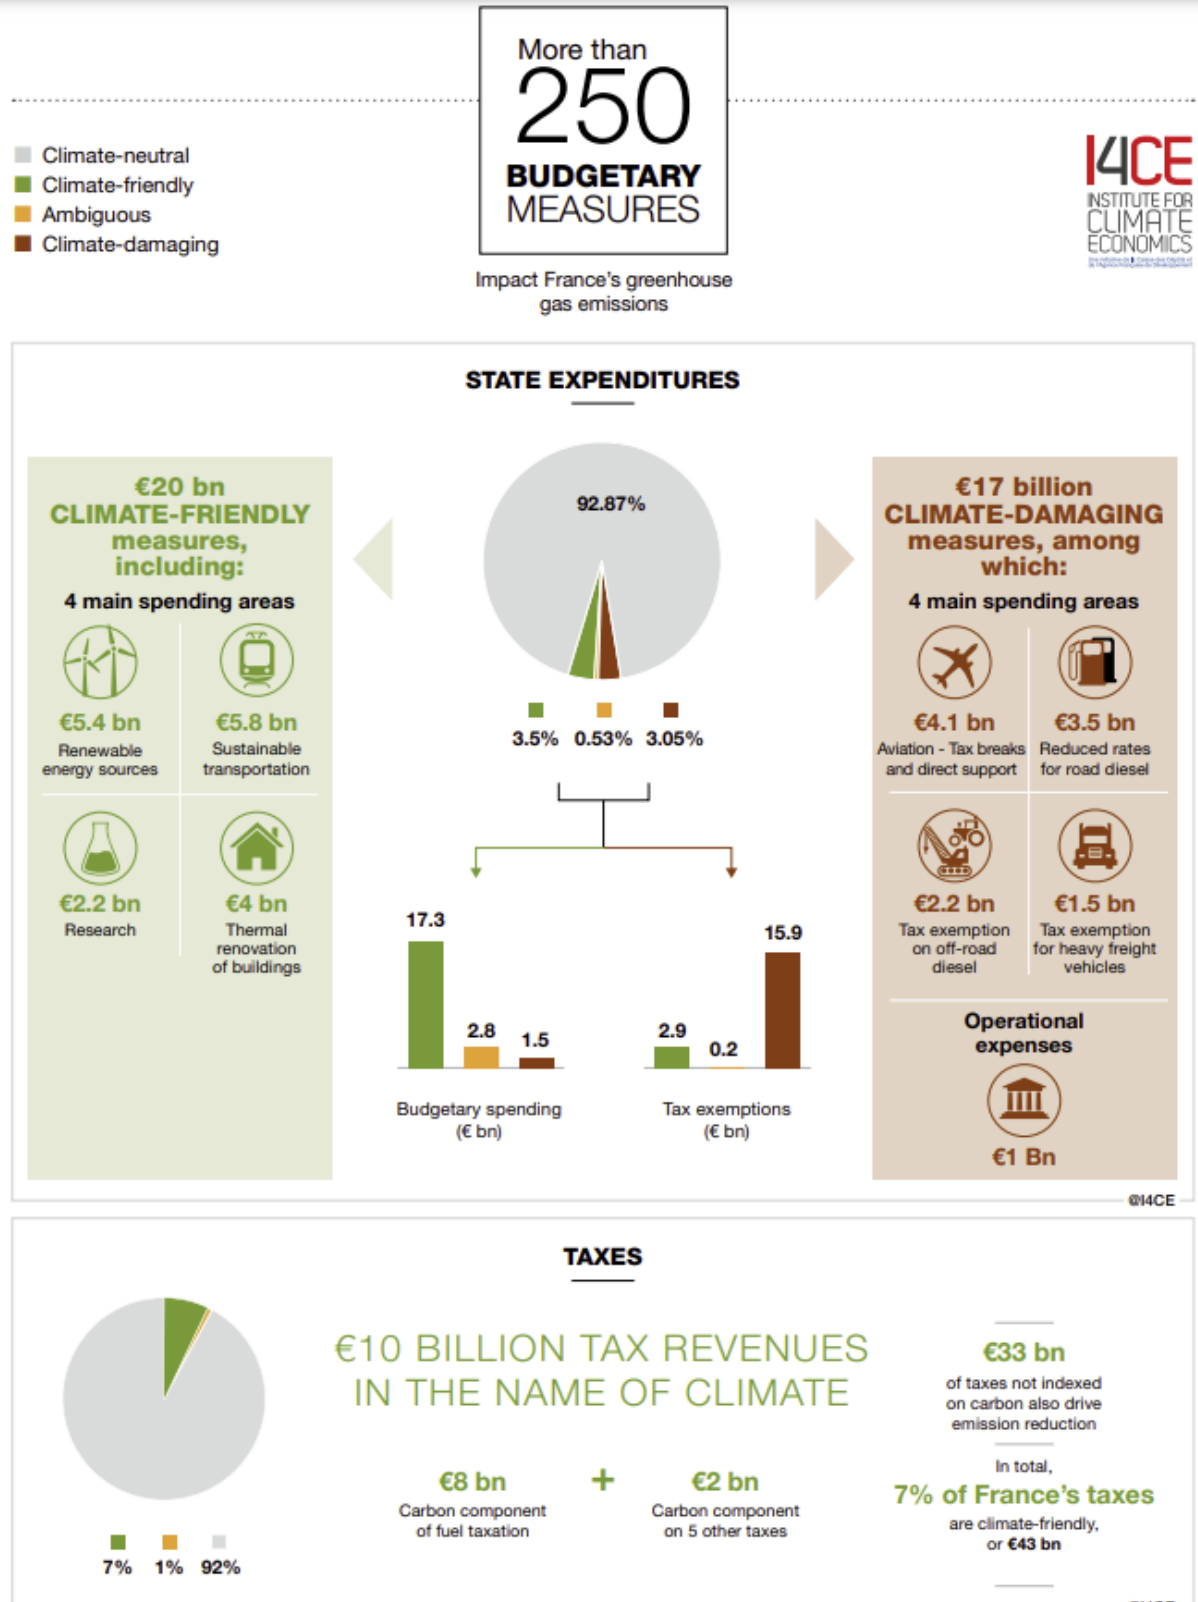 More than
250
BUDGETARY
MEASURES
Impact France's greenhouse
gas emissions
Climate-neutral
Climate-friendly
Ambiguous
Climate-damaging
I4CE
INSTITUTE FOR
CLIMATE
ECONOMICS
STATE EXPENDITURES
€20 bn
CLIMATE-FRIENDLY
measures,
including:
4 main spending areas
€5.4 bn
Renewable
energy sources
€5.8 bn
Sustainable
transportation
€2.2 bn
Research
€4 bn
Thermal
renovation
of buildings
92.87%
3.5% 0.53% 3.05%
17.3
2.8
1.5
Budgetary spending
(€ bn)
2.9
0.2
15.9
Tax exemptions
(€ bn)
€17 billion
CLIMATE-DAMAGING
measures, among
which:
4 main spending areas
€4.1 bn
Aviation - Tax breaks
and direct support
€3.5 bn
Reduced rates
for road diesel
€2.2 bn
Tax exemption
on off-road
diesel
€1.5 bn
Tax exemption
for heavy freight
vehicles
Operational
expenses
€1 Bn
@I4CE
TAXES
7% 1% 92%
€10 BILLION TAX REVENUES
IN THE NAME OF CLIMATE
€8 bn
Carbon component
of fuel taxation
+
€2 bn
Carbon component
on 5 other taxes
€33 bn
of taxes not indexed
on carbon also drive
emission reduction
In total,
7% of France's taxes
are climate-friendly,
or €43 bn